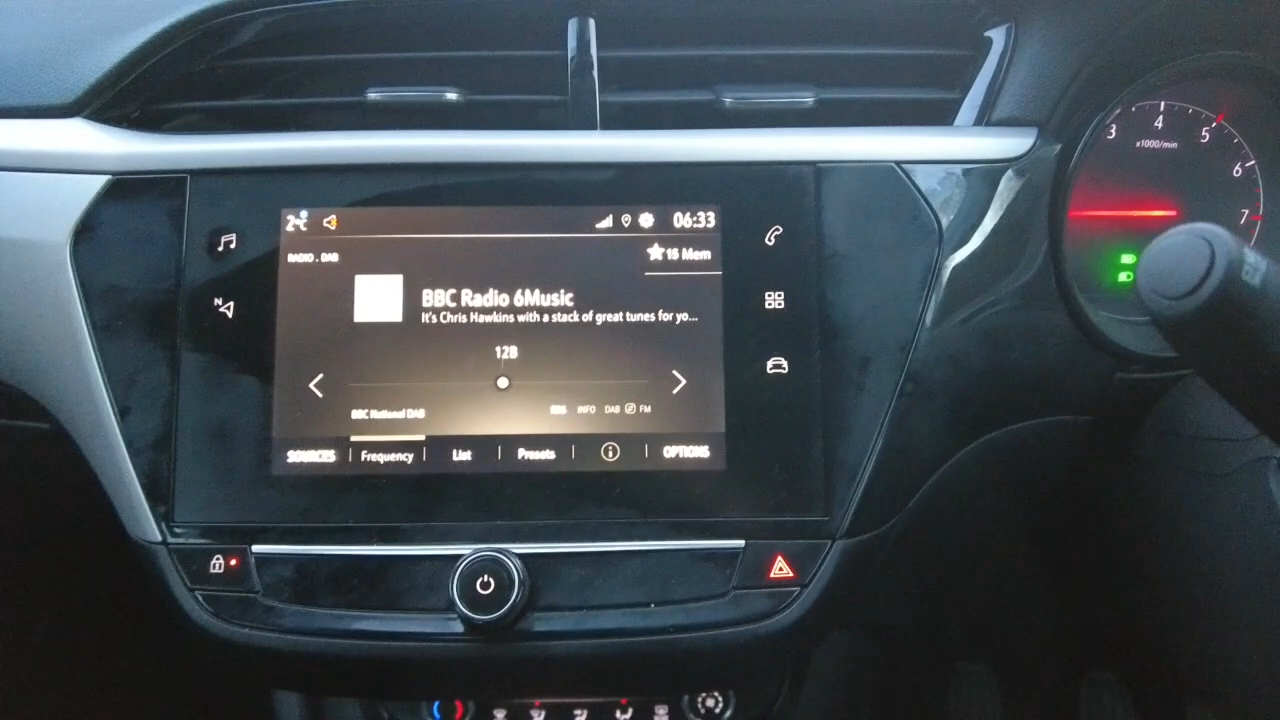 2°C 06:33
RADIO . DAB 15 Mem
BBC Radio 6Music
It's Chris Hawkins with a stack of great tunes for yo...
12B
BBC National DAB INFO DAB FM
SOURCES Frequency List Presets OPTIONS
N
3 4 5 6 7
x1000/min